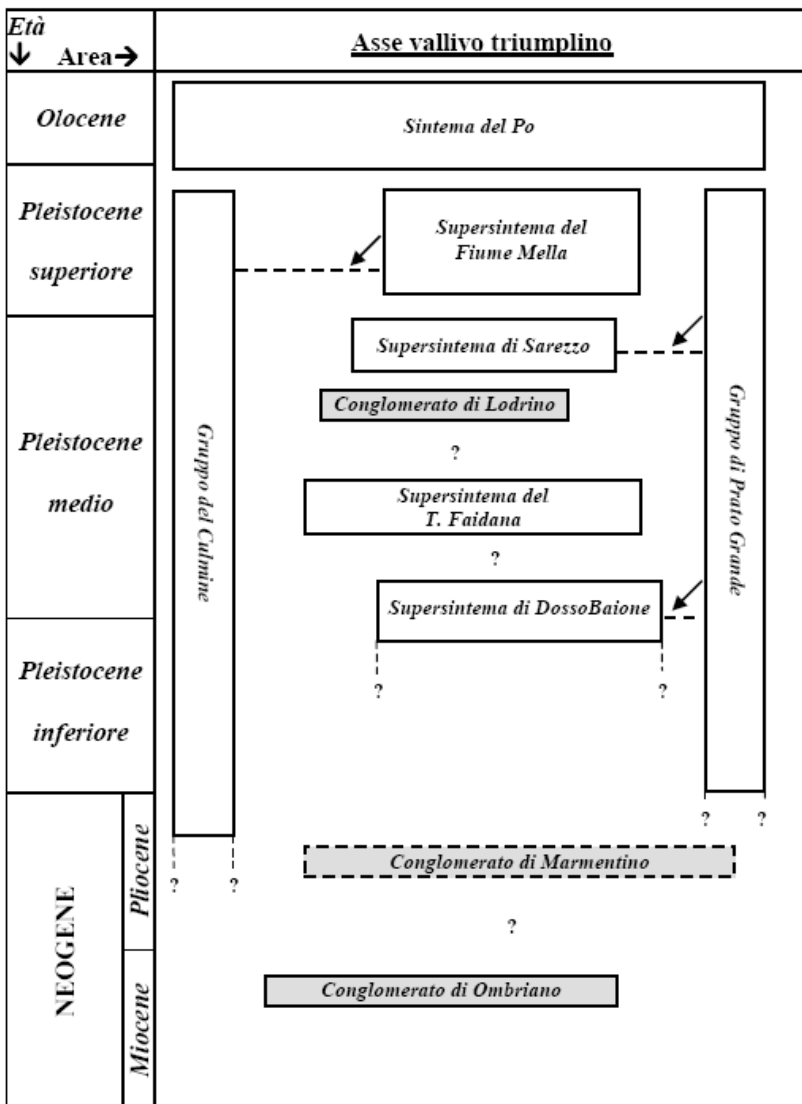 Età
↓ Area→
Asse vallivo triumplino
Olocene
Sintema del Po
Pleistocene
superiore
Supersintema del
Fiume Mella
Pleistocene
medio
Supersintema di Sarezzo
Conglomerato di Lodrino
?
Supersintema del
T. Faidana
?
Supersintema di DossoBaione
? ?
Gruppo del Culmine
Gruppo di Prato Grande
Pleistocene
inferiore
? ?
NEOGENE
Pliocene
Conglomerato di Marmentino
? ?
?
Miocene
Conglomerato di Ombriano